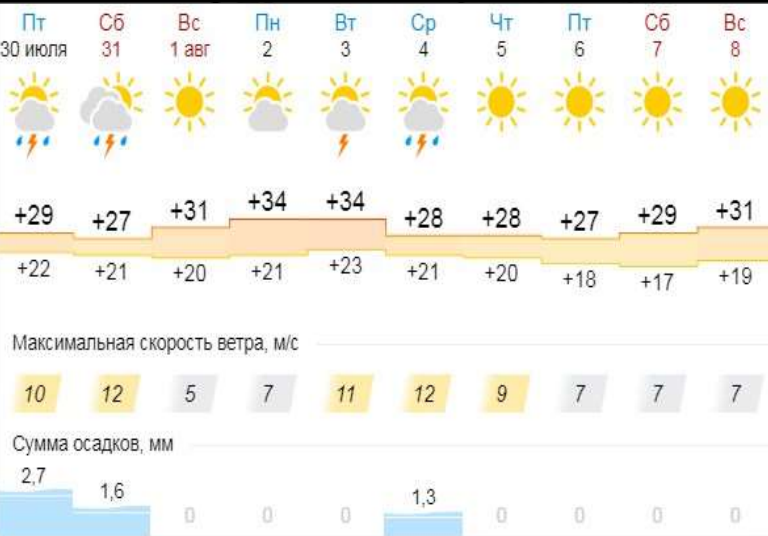 Пт Сб Вс Пн Вт Ср Чт Пт Сб Вс
30 июля 31 1 авг 2 3 4 5 6 7 8
+29 +27 +31 +34 +34 +28 +28 +27 +29 +31
+22 +21 +20 +21 +23 +21 +20 +18 +17 +19
Максимальная скорость ветра, м/с
10 12 5 7 11 12 9 7 7 7
Сумма осадков, мм
2,7 1,6 0 0 0 1,3 0 0 0 0